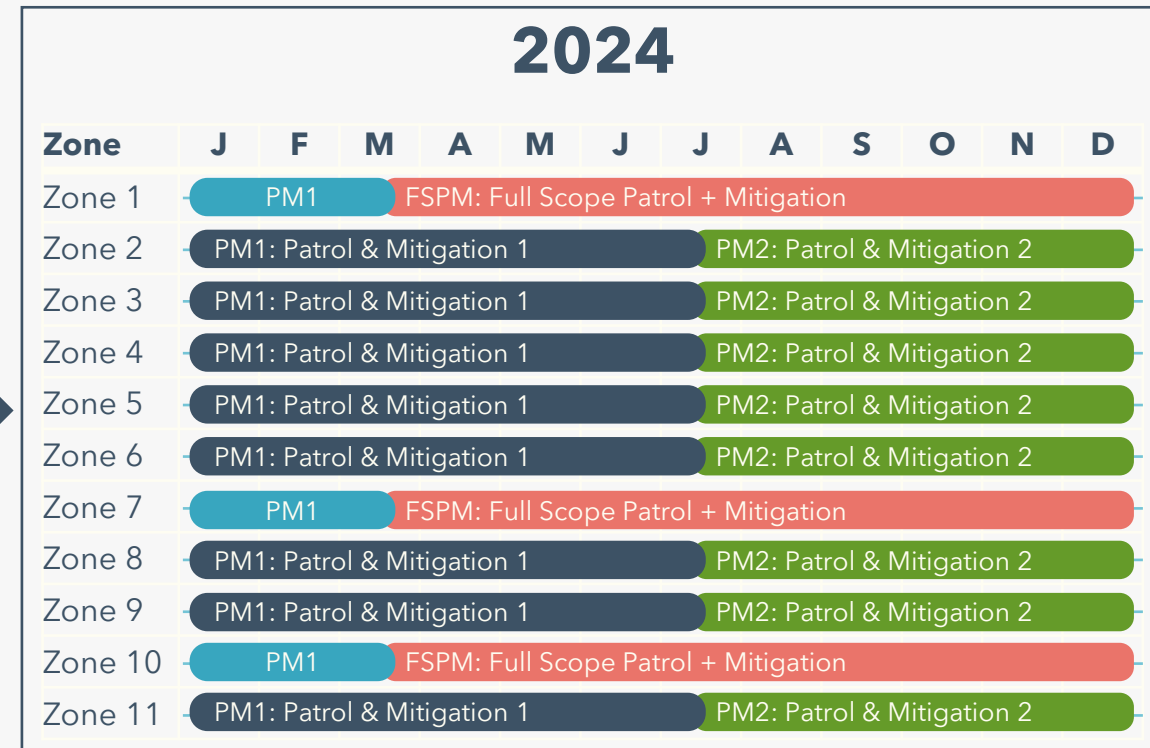 2024
Zone J F M A M J J A S O N D
Zone 1 PM1 FSPM: Full Scope Patrol + Mitigation
Zone 2 PM1: Patrol & Mitigation 1 PM2: Patrol & Mitigation 2
Zone 3 PM1: Patrol & Mitigation 1 PM2: Patrol & Mitigation 2
Zone 4 PM1: Patrol & Mitigation 1 PM2: Patrol & Mitigation 2
Zone 5 PM1: Patrol & Mitigation 1 PM2: Patrol & Mitigation 2
Zone 6 PM1: Patrol & Mitigation 1 PM2: Patrol & Mitigation 2
Zone 7 PM1 FSPM: Full Scope Patrol + Mitigation
Zone 8 PM1: Patrol & Mitigation 1 PM2: Patrol & Mitigation 2
Zone 9 PM1: Patrol & Mitigation 1 PM2: Patrol & Mitigation 2
Zone 10 PM1 FSPM: Full Scope Patrol + Mitigation
Zone 11 PM1: Patrol & Mitigation 1 PM2: Patrol & Mitigation 2